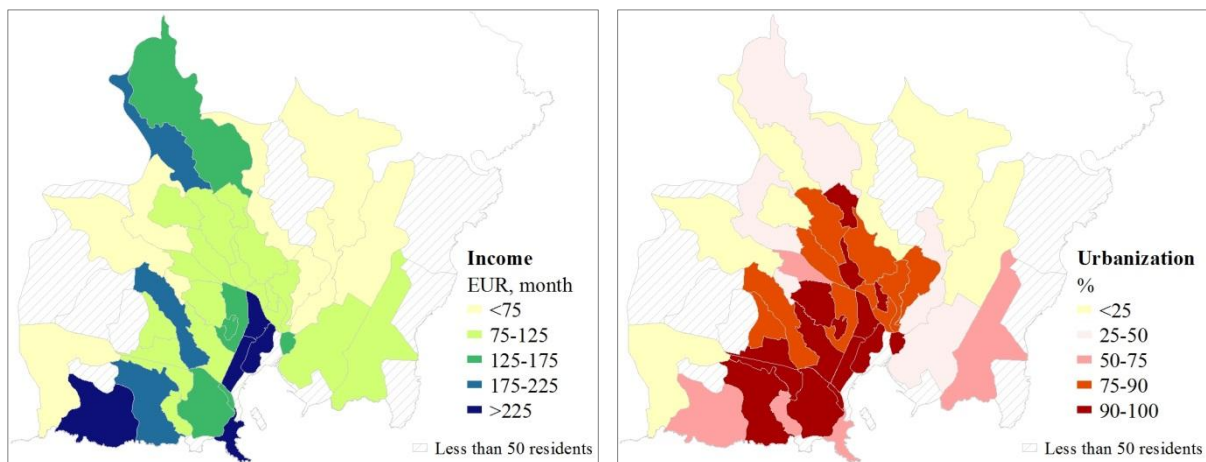 Income
EUR, month
<75
75-125
125-175
175-225
>225
Less than 50 residents
Urbanization
%
<25
25-50
50-75
75-90
90-100
Less than 50 residents